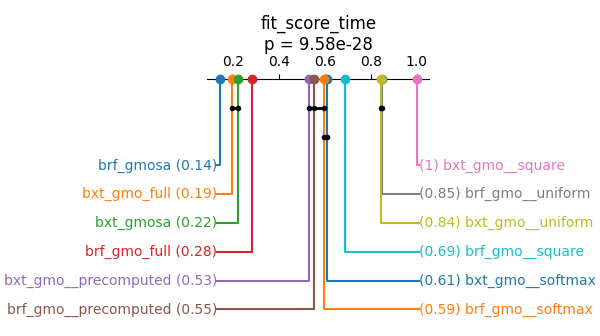 fit_score_time
p = 9.58e-28
0.2 0.4 0.6 0.8 1.0
brf_gmosa (0.14) (1) bxt_gmo__square
bxt_gmo_full (0.19) (0.85) brf_gmo__uniform
bxt_gmosa (0.22) (0.84) bxt_gmo__uniform
brf_gmo_full (0.28) (0.69) brf_gmo__square
bxt_gmo__precomputed (0.53) (0.61) bxt_gmo__softmax
brf_gmo__precomputed (0.55) (0.59) brf_gmo__softmax